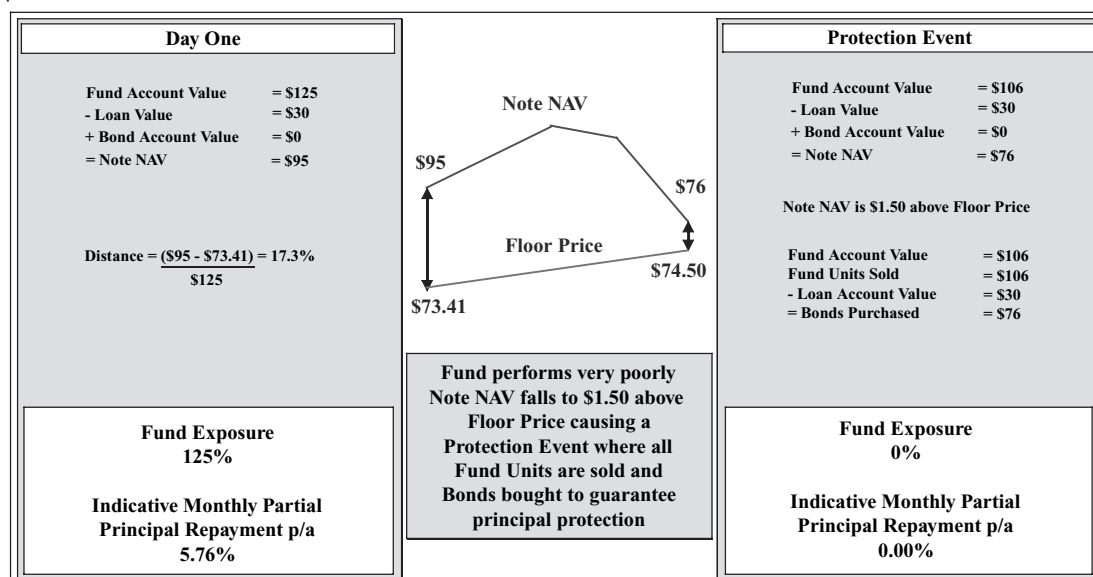 Day One
Fund Account Value = $125
- Loan Value = $30
+ Bond Account Value = $0
= Note NAV = $95
Distance = ($95 - $73.41) = 17.3%
$125
Fund Exposure
125%
Indicative Monthly Partial
Principal Repayment p/a
5.76%
Note NAV
$95
$76
Floor Price
$74.50
$73.41
Fund performs very poorly
Note NAV falls to $1.50 above
Floor Price causing a
Protection Event where all
Fund Units are sold and
Bonds bought to guarantee
principal protection
Protection Event
Fund Account Value = $106
- Loan Value = $30
+ Bond Account Value = $0
= Note NAV = $76
Note NAV is $1.50 above Floor Price
Fund Account Value = $106
Fund Units Sold = $106
- Loan Account Value = $30
= Bonds Purchased = $76
Fund Exposure
0%
Indicative Monthly Partial
Principal Repayment p/a
0.00%